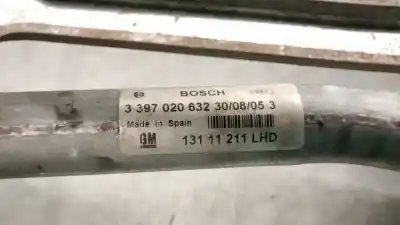 BOSCH
3 397 020 632 30/08/05 3
Made in Spain
GM 131 11 211 LHD